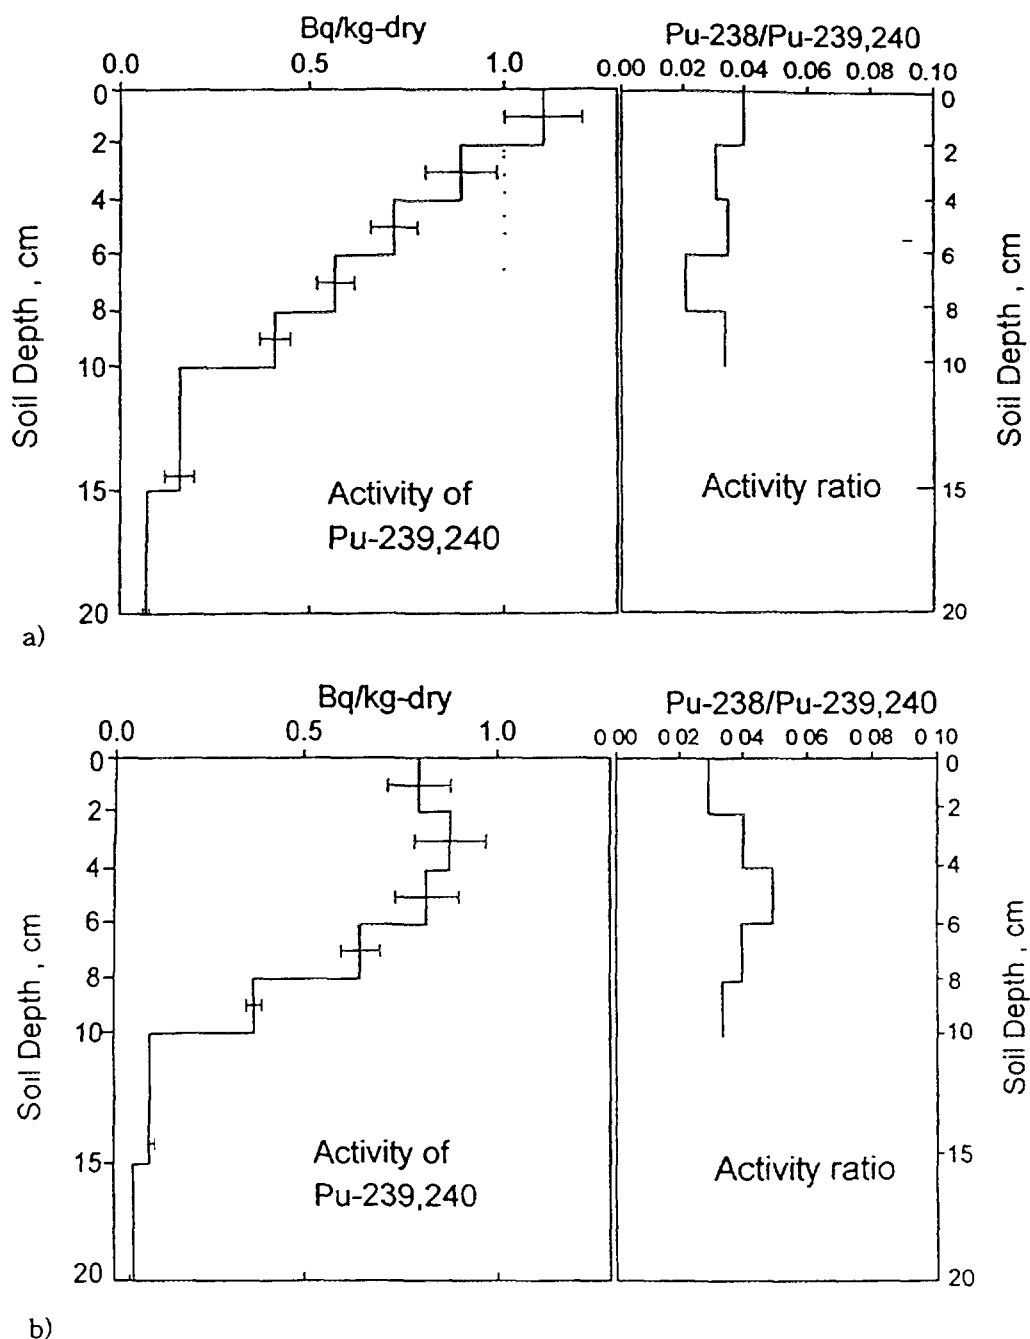 Bq/kg-dry
0.0 0.5 1.0
Pu-238/Pu-239,240
0.00 0.02 0.04 0.06 0.08 0.10
0
2
4
6
8
10
15
20
Soil Depth , cm
Activity of
Pu-239,240
0
2
4
6
8
10
15
20
Soil Depth , cm
Activity ratio
a)
Bq/kg-dry
0.0 0.5 1.0
Pu-238/Pu-239,240
0 00 0 02 0 04 0 06 0 08 0 10
0
2
4
6
8
10
15
20
Soil Depth , cm
Activity of
Pu-239,240
0
2
4
6
8
10
15
20
Soil Depth , cm
Activity ratio
b)